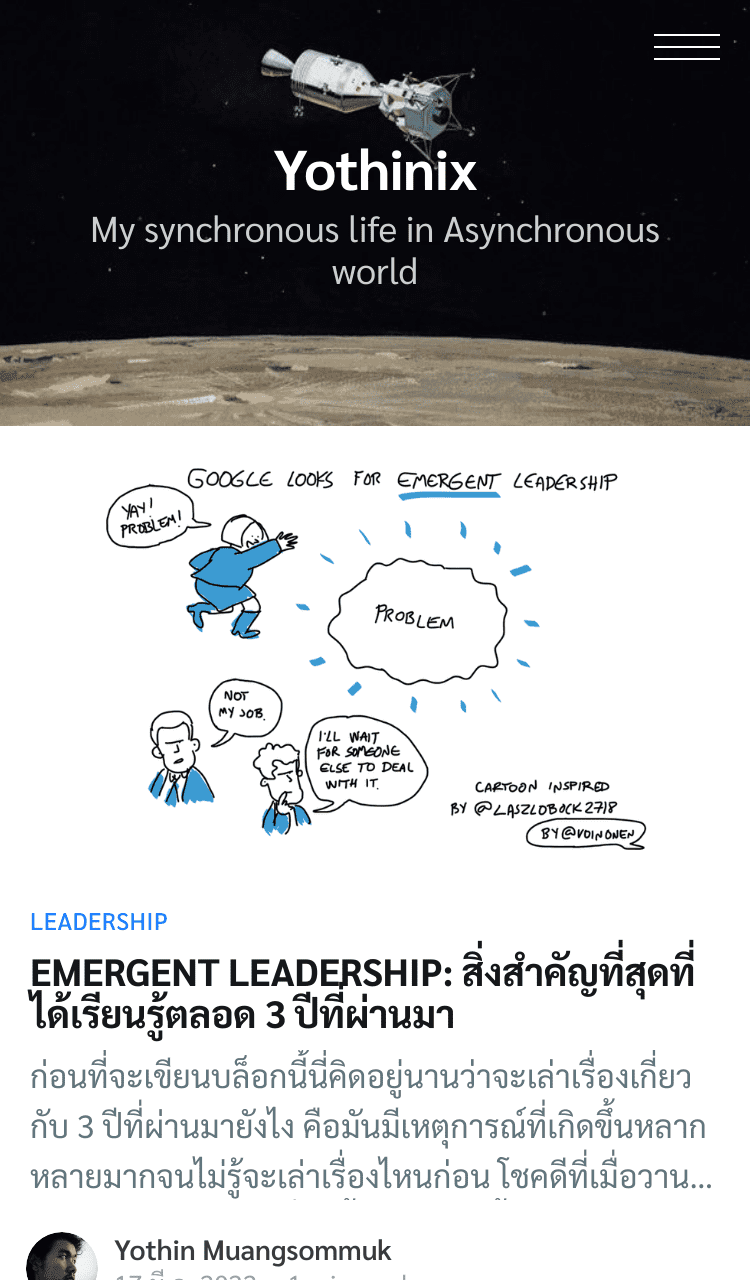 Yothinix
My synchronous life in Asynchronous
world
GOOGLE LOOKS FOR EMERGENT LEADERSHIP
YAY!
PROBLEM!
PROBLEM
NOT
MY JOB.
I'LL WAIT
FOR SOMEONE
ELSE TO DEAL
WITH IT.
CARTOON INSPIRED
BY @LASZLOBOCK2718
BY @VOINONEN
LEADERSHIP
EMERGENT LEADERSHIP: สิ่งสำคัญที่สุดที่
ได้เรียนรู้ตลอด 3 ปีที่ผ่านมา
ก่อนที่จะเขียนบล็อกนี้นี่คิดอยู่นานว่าจะเล่าเรื่องเกี่ยว
กับ 3 ปีที่ผ่านมายังไง คือมันมีเหตุการณ์ที่เกิดขึ้นหลาก
หลายมากจนไม่รู้จะเล่าเรื่องไหนก่อน โชคดีที่เมื่อวาน...
Yothin Muangsommuk